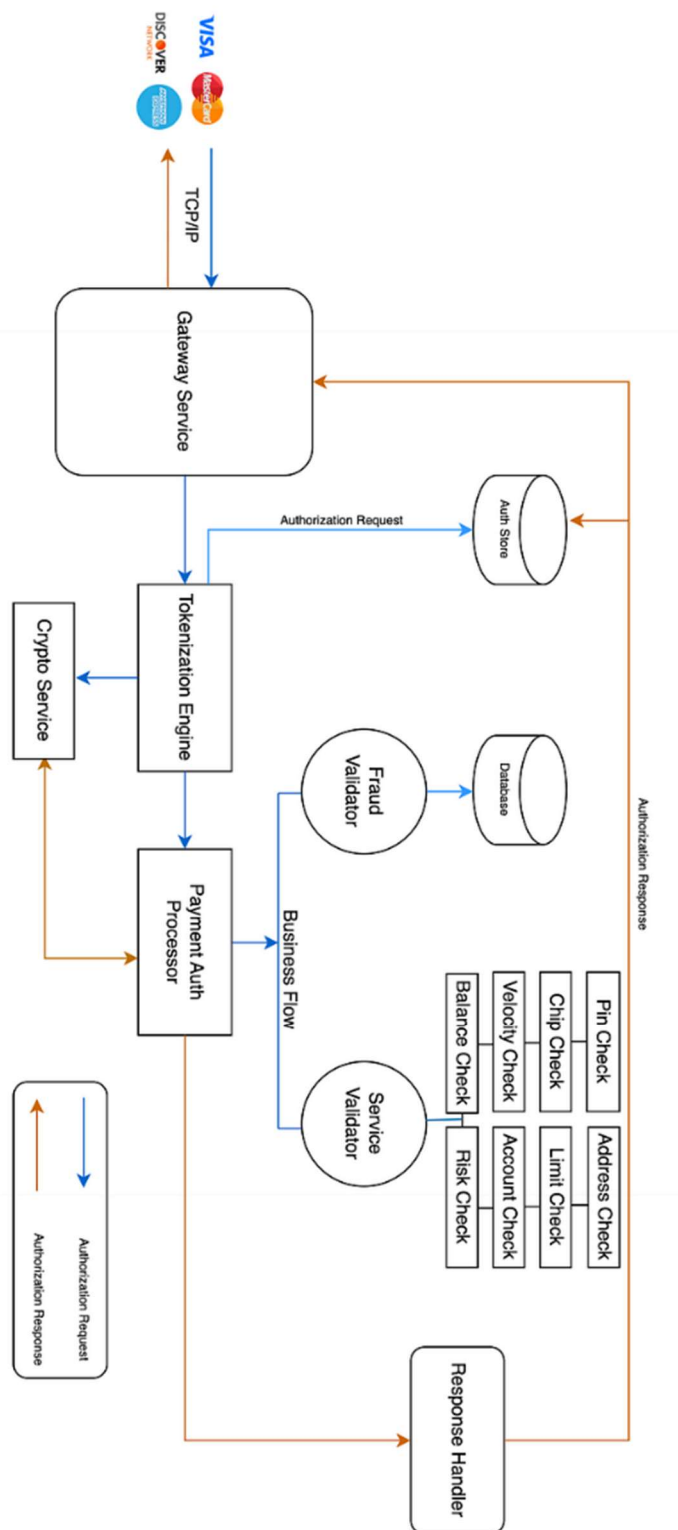 DISCOVER
NETWORK
VISA
AMERICAN
EXPRESS
MasterCard
TCP/IP
Gateway Service
Authorization Request
Auth Store
Tokenization Engine
Crypto Service
Fraud
Validator
Database
Authorization Response
Payment Auth
Processor
Business Flow
Service
Validator
Pin Check
Chip Check
Velocity Check
Balance Check
Address Check
Limit Check
Account Check
Risk Check
Response Handler
Authorization Request
Authorization Response